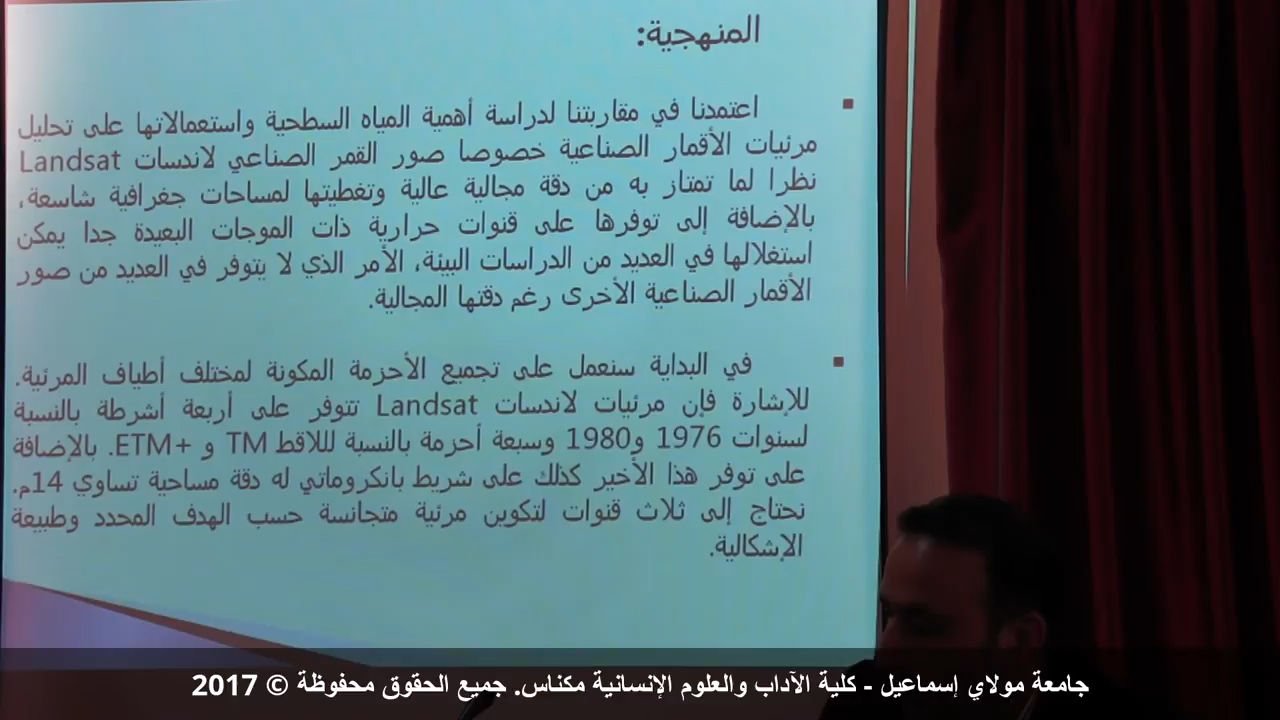 المنهجية:
اعتمدنا في مقاربتنا لدراسة أهمية المياه السطحية واستعمالاتها على تحليل
مرئيات الأقمار الصناعية خصوصا صور القمر الصناعي لاندسات Landsat
نظرا لما تمتاز به من دقة مجالية عالية وتغطيتها لمساحات جغرافية شاسعة،
بالإضافة إلى توفرها على قنوات حرارية ذات الموجات البعيدة جدا يمكن
استغلالها في العديد من الدراسات البيئة، الأمر الذي لا يتوفر في العديد من صور
الأقمار الصناعية الأخرى رغم دقتها المجالية.
في البداية سنعمل على تجميع الأحزمة المكونة لمختلف أطياف المرئية.
للإشارة فإن مرئيات لاندسات Landsat تتوفر على أربعة أشرطة بالنسبة
لسنوات 1976 و1980 وسبعة أحزمة بالنسبة لللاقط TM و +ETM. بالإضافة
على توفر هذا الأخير كذلك على شريط بانكروماتي له دقة مساحية تساوي 14م.
نحتاج إلى ثلاث قنوات لتكوين مرئية متجانسة حسب الهدف المحدد وطبيعة
الإشكالية.
جامعة مولاي إسماعيل - كلية الآداب والعلوم الإنسانية مكناس. جميع الحقوق محفوظة © 2017